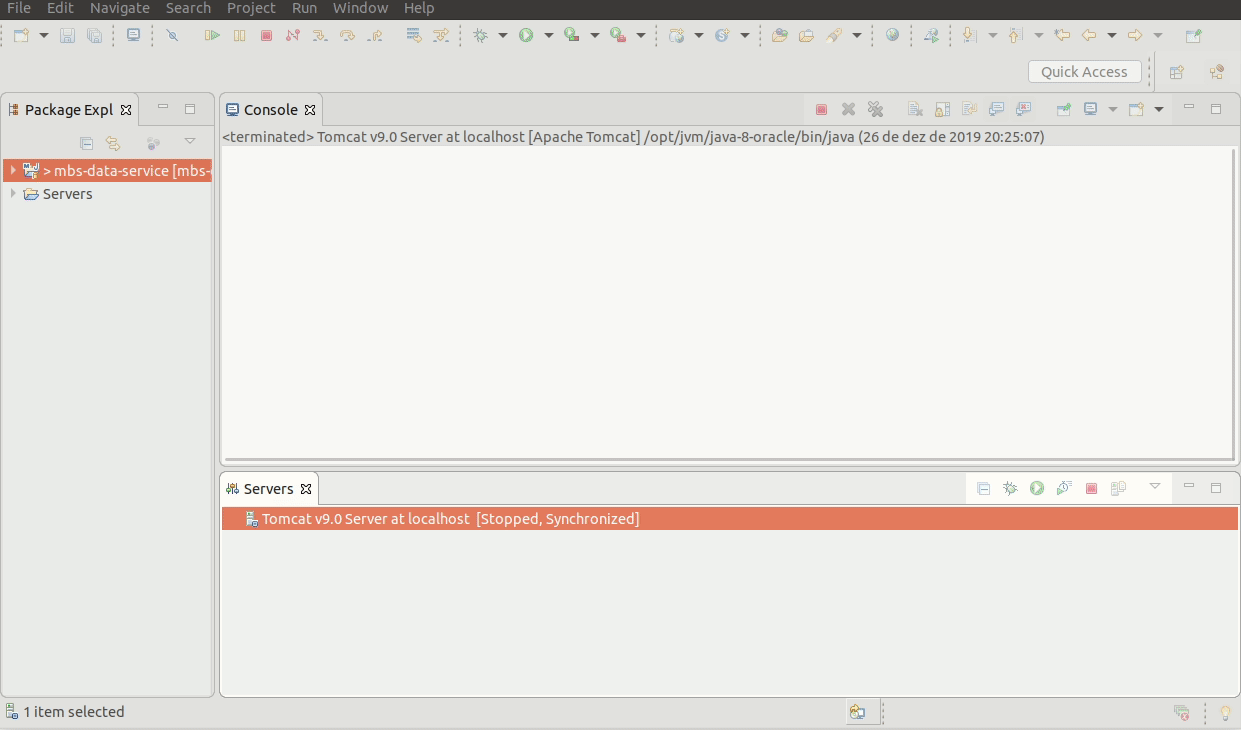 File Edit Navigate Search Project Run Window Help
Quick Access
Package Expl
Console
<terminated> Tomcat v9.0 Server at localhost [Apache Tomcat] /opt/jvm/java-8-oracle/bin/java (26 de dez de 2019 20:25:07)
> mbs-data-service [mbs-
Servers
Servers
Tomcat v9.0 Server at localhost [Stopped, Synchronized]
1 item selected